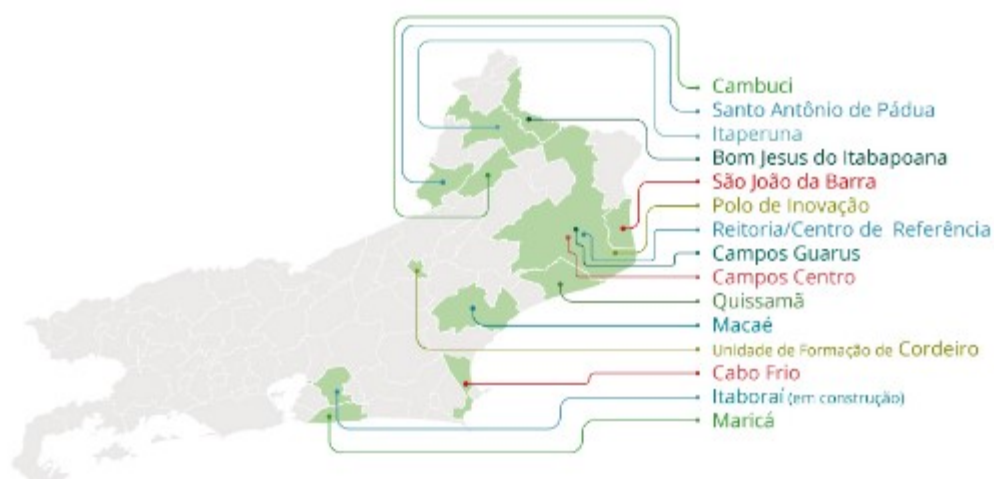 Cambuci
Santo Antônio de Pádua
Itaperuna
Bom Jesus do Itabapoana
São João da Barra
Polo de Inovação
Reitoria/Centro de Referência
Campos Guarus
Campos Centro
Quissamã
Macaé
Unidade de Formação de Cordeiro
Cabo Frio
Itaboraí (em construção)
Maricá